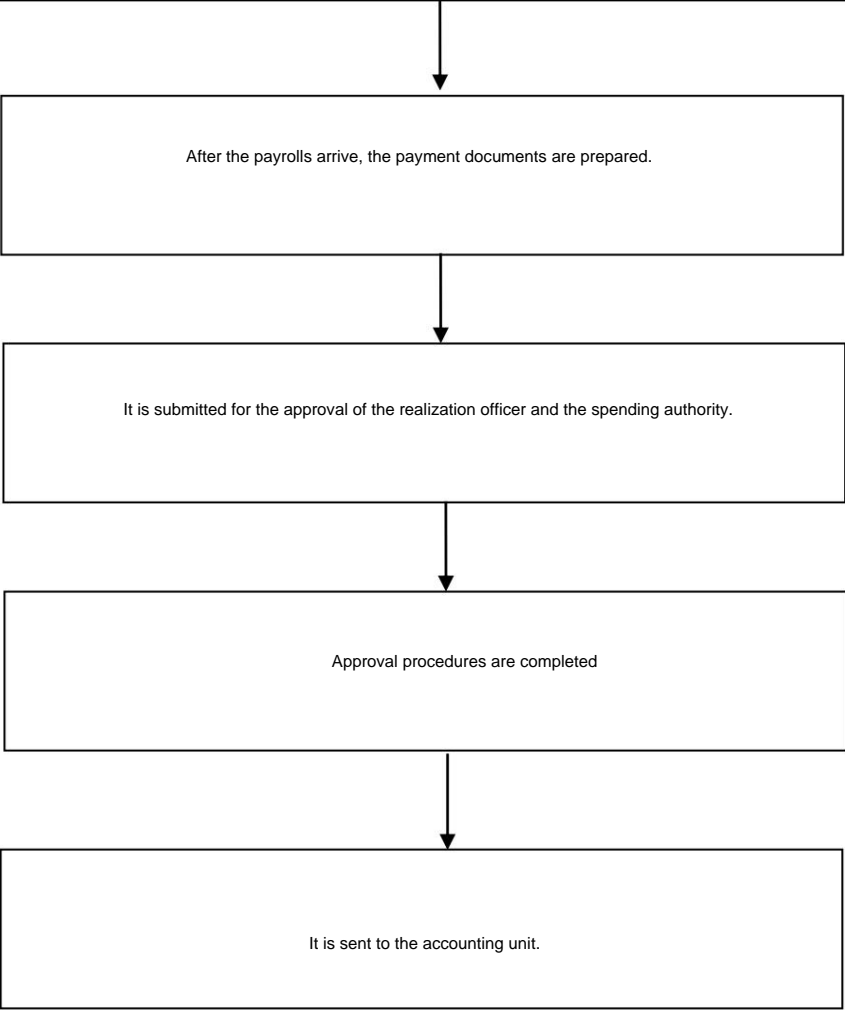 After the payrolls arrive, the payment documents are prepared.
It is submitted for the approval of the realization officer and the spending authority.
Approval procedures are completed
It is sent to the accounting unit.